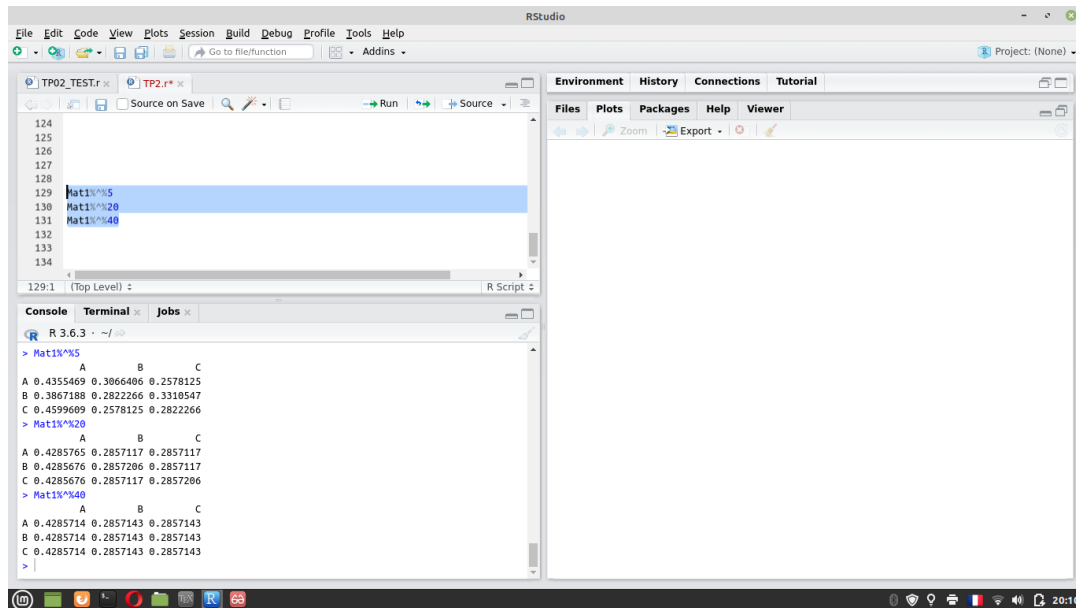 RStudio
File Edit Code View Plots Session Build Debug Profile Tools Help
Go to file/function Addins Project: (None)
TP02_TEST.r TP2.r*
Source on Save Run Source
124
125
126
127
128
129 Mat1%^%5
130 Mat1%^%20
131 Mat1%^%40
132
133
134
129:1 (Top Level) R Script
Console Terminal Jobs
R 3.6.3 · ~/
> Mat1%^%5
A B C
A 0.4355469 0.3066406 0.2578125
B 0.3867188 0.2822266 0.3310547
C 0.4599609 0.2578125 0.2822266
> Mat1%^%20
A B C
A 0.4285765 0.2857117 0.2857117
B 0.4285676 0.2857206 0.2857117
C 0.4285676 0.2857117 0.2857206
> Mat1%^%40
A B C
A 0.4285714 0.2857143 0.2857143
B 0.4285714 0.2857143 0.2857143
C 0.4285714 0.2857143 0.2857143
>
Environment History Connections Tutorial
Files Plots Packages Help Viewer
Zoom Export
TEX R